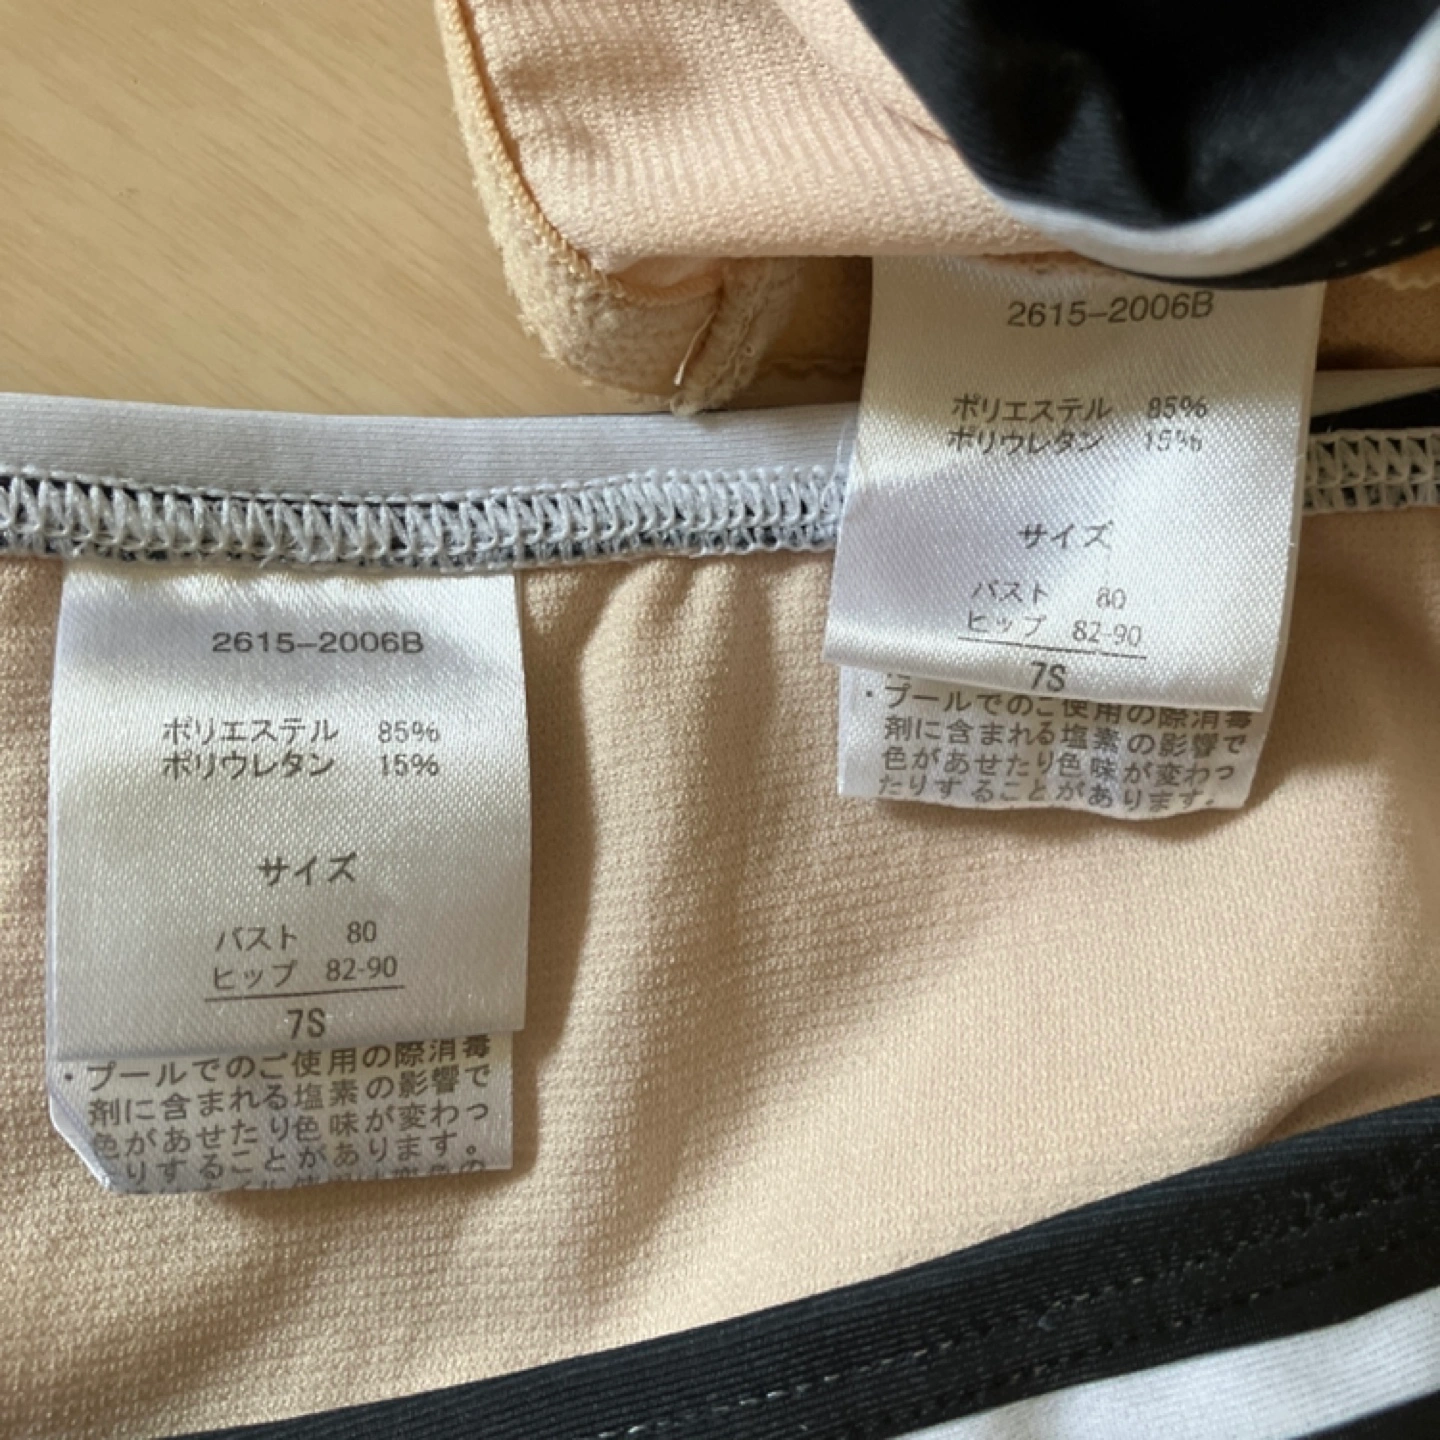 2615-2006B
ポリエステル 85%
ポリウレタン 15%
サイズ
バスト 80
ヒップ 82-90
7S
・プールでのご使用の際消毒
剤に含まれる塩素の影響で
色があせたり色味が変わっ
たりすることがあります。
2615-2006B
ポリエステル 85%
ポリウレタン 15%
サイズ
バスト 80
ヒップ 82-90
7S
・プールでのご使用の際消毒
剤に含まれる塩素の影響で
色があせたり色味が変わっ
たりすることがあります。